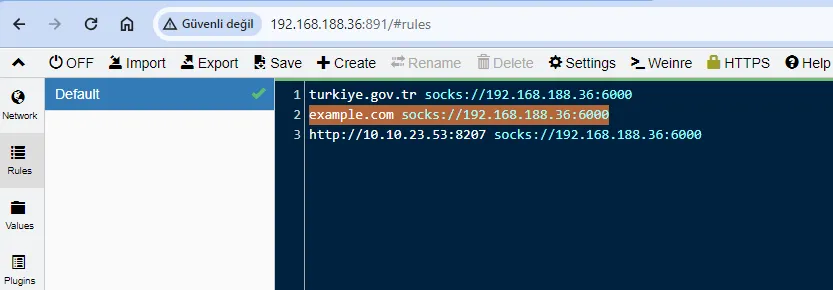 Güvenli değil 192.168.188.36:891/#rules
OFF Import Export Save Create Rename Delete Settings Weinre HTTPS Help
Network
Rules
Values
Plugins
Default
1 turkiye.gov.tr socks://192.168.188.36:6000
2 example.com socks://192.168.188.36:6000
3 http://10.10.23.53:8207 socks://192.168.188.36:6000